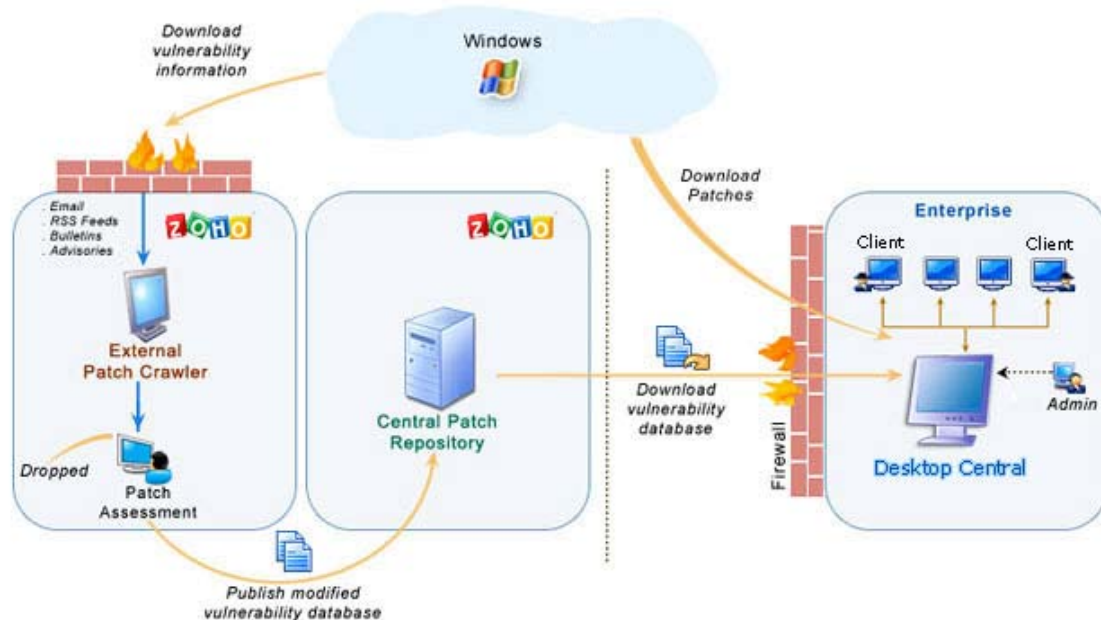 Download
vulnerability
information
Windows
Download
Patches
. Email
. RSS Feeds
. Bulletins
. Advisories
ZOHO
ZOHO
External
Patch Crawler
Dropped
Patch
Assessment
Central Patch
Repository
Publish modified
vulnerability database
Download
vulnerability
database
Firewall
Enterprise
Client
Client
Admin
Desktop Central